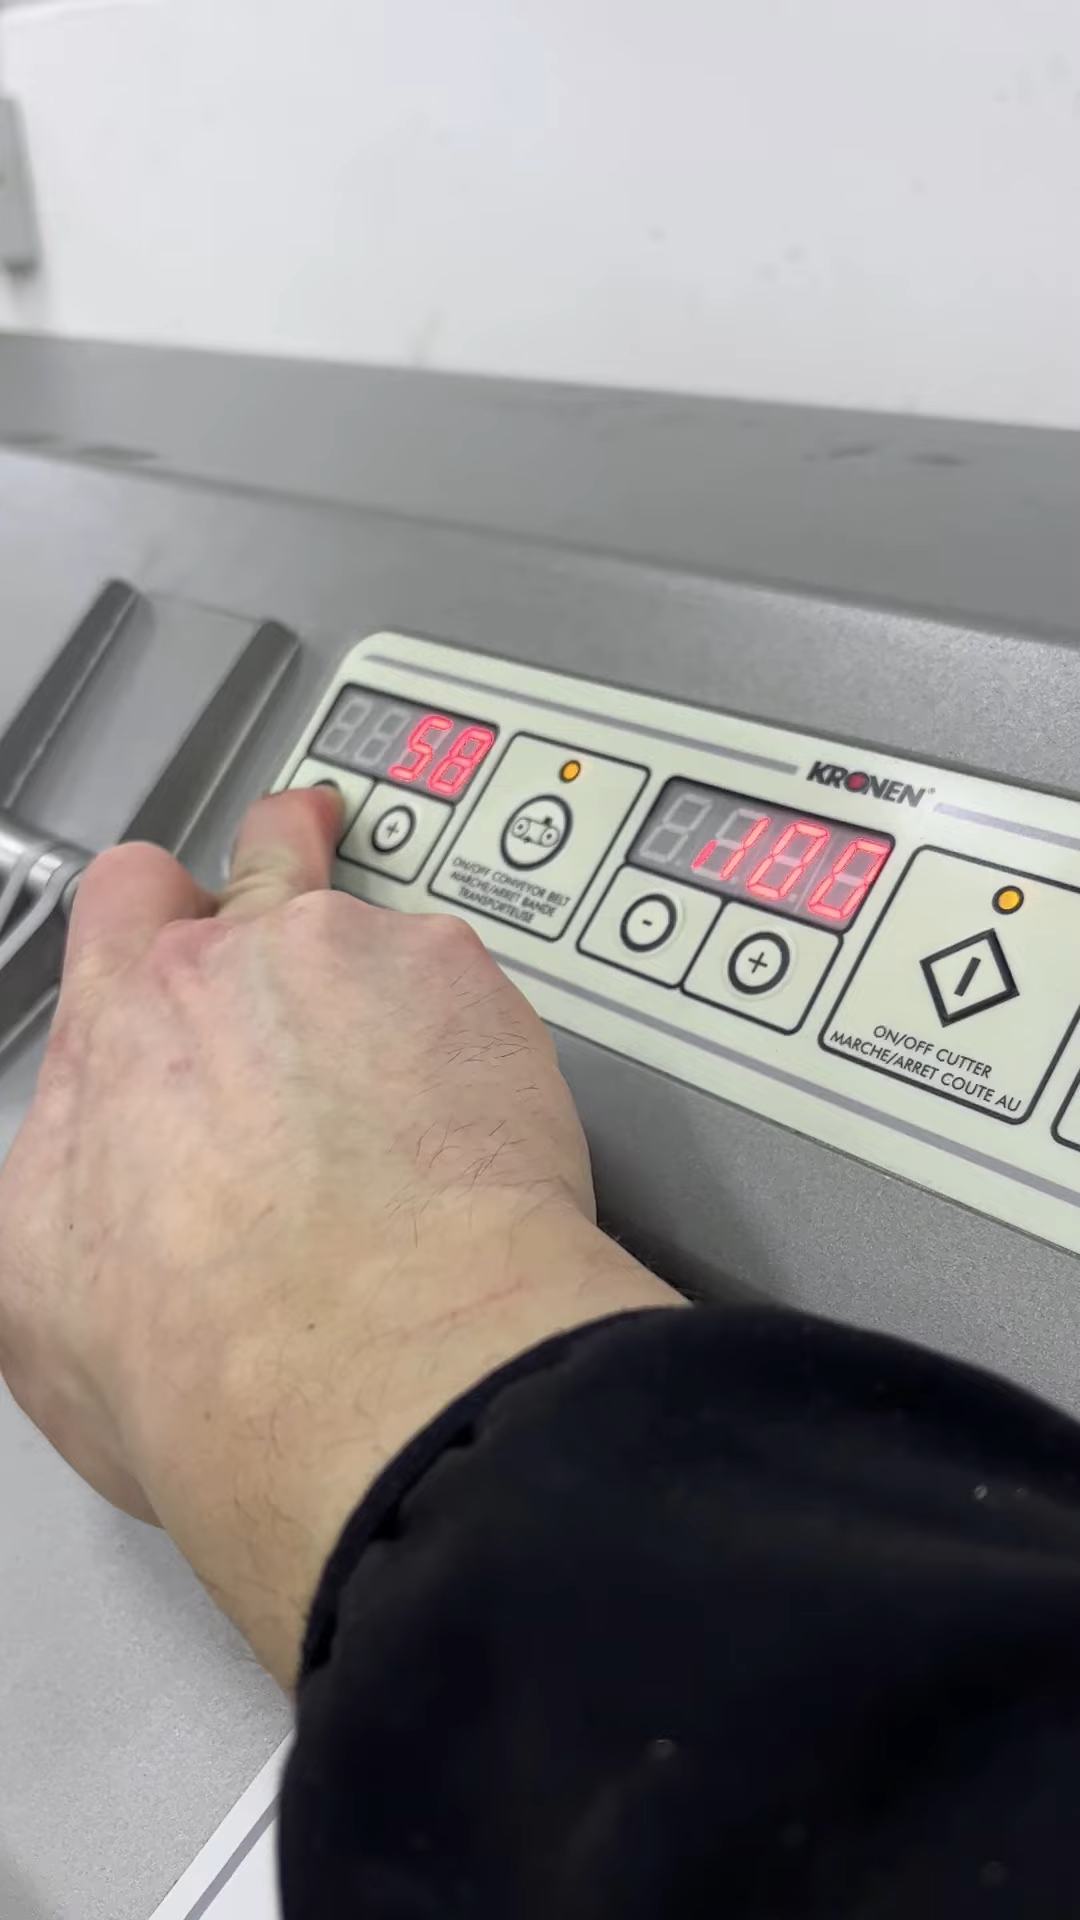 58
KRONEN®
100
ON/OFF CONVEYOR BELT
MARCHE/ARRET BANDE
TRANSPORTEUSE
+
-
+
ON/OFF CUTTER
MARCHE/ARRET COUTE AU